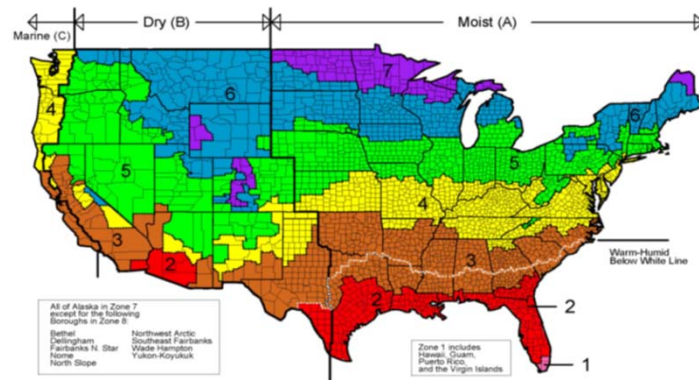 Marine (C)
Dry (B)
Moist (A)
7
6
6
4
5
5
4
3
3
2
2
2
1
Warm-Humid
Below White Line
All of Alaska in Zone 7
except for the following
Boroughs in Zone 8:
Bethel Northwest Arctic
Dellingham Southeast Fairbanks
Fairbanks N. Star Wade Hampton
Nome Yukon-Koyukuk
North Slope
Zone 1 includes
Hawaii, Guam,
Puerto Rico,
and the Virgin Islands